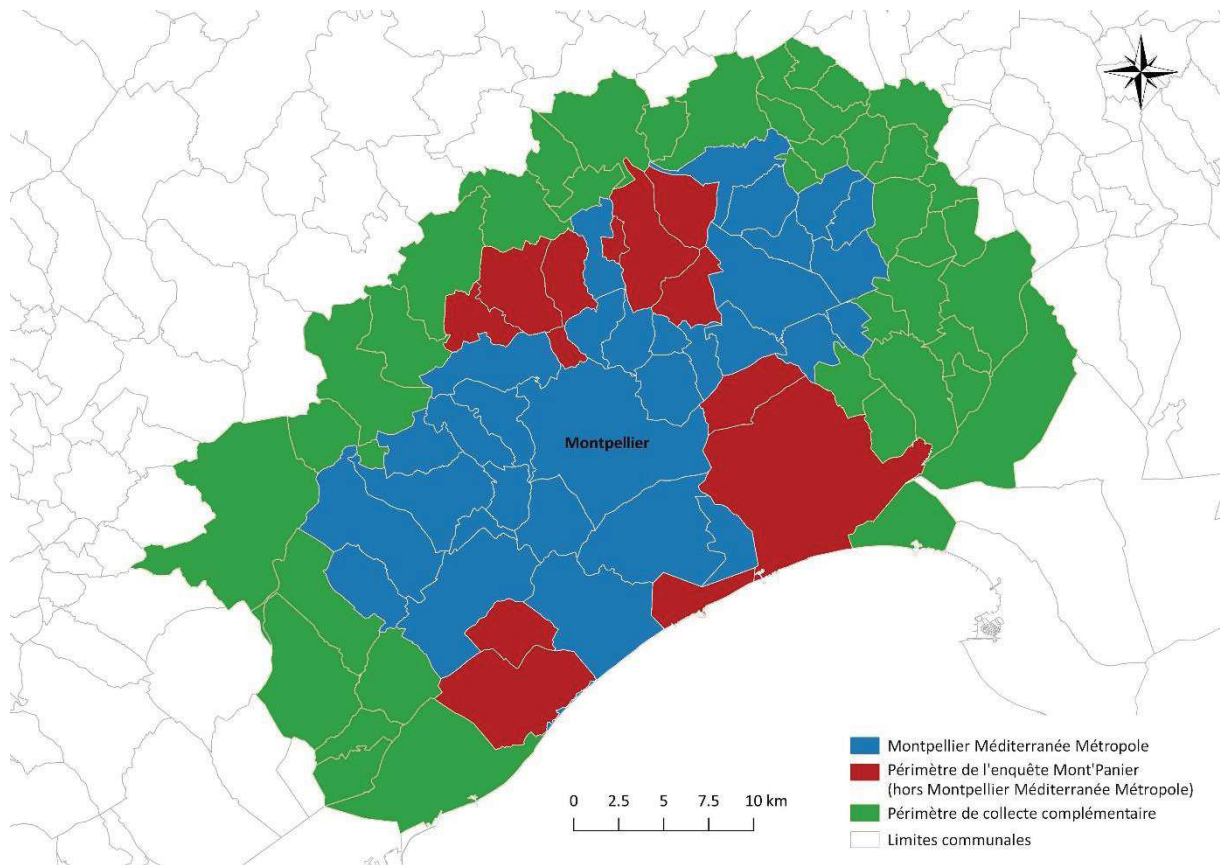 Montpellier
Montpellier Méditerranée Métropole
Périmètre de l'enquête Mont'Panier
(hors Montpellier Méditerranée Métropole)
Périmètre de collecte complémentaire
Limites communales
0 2.5 5 7.5 10 km